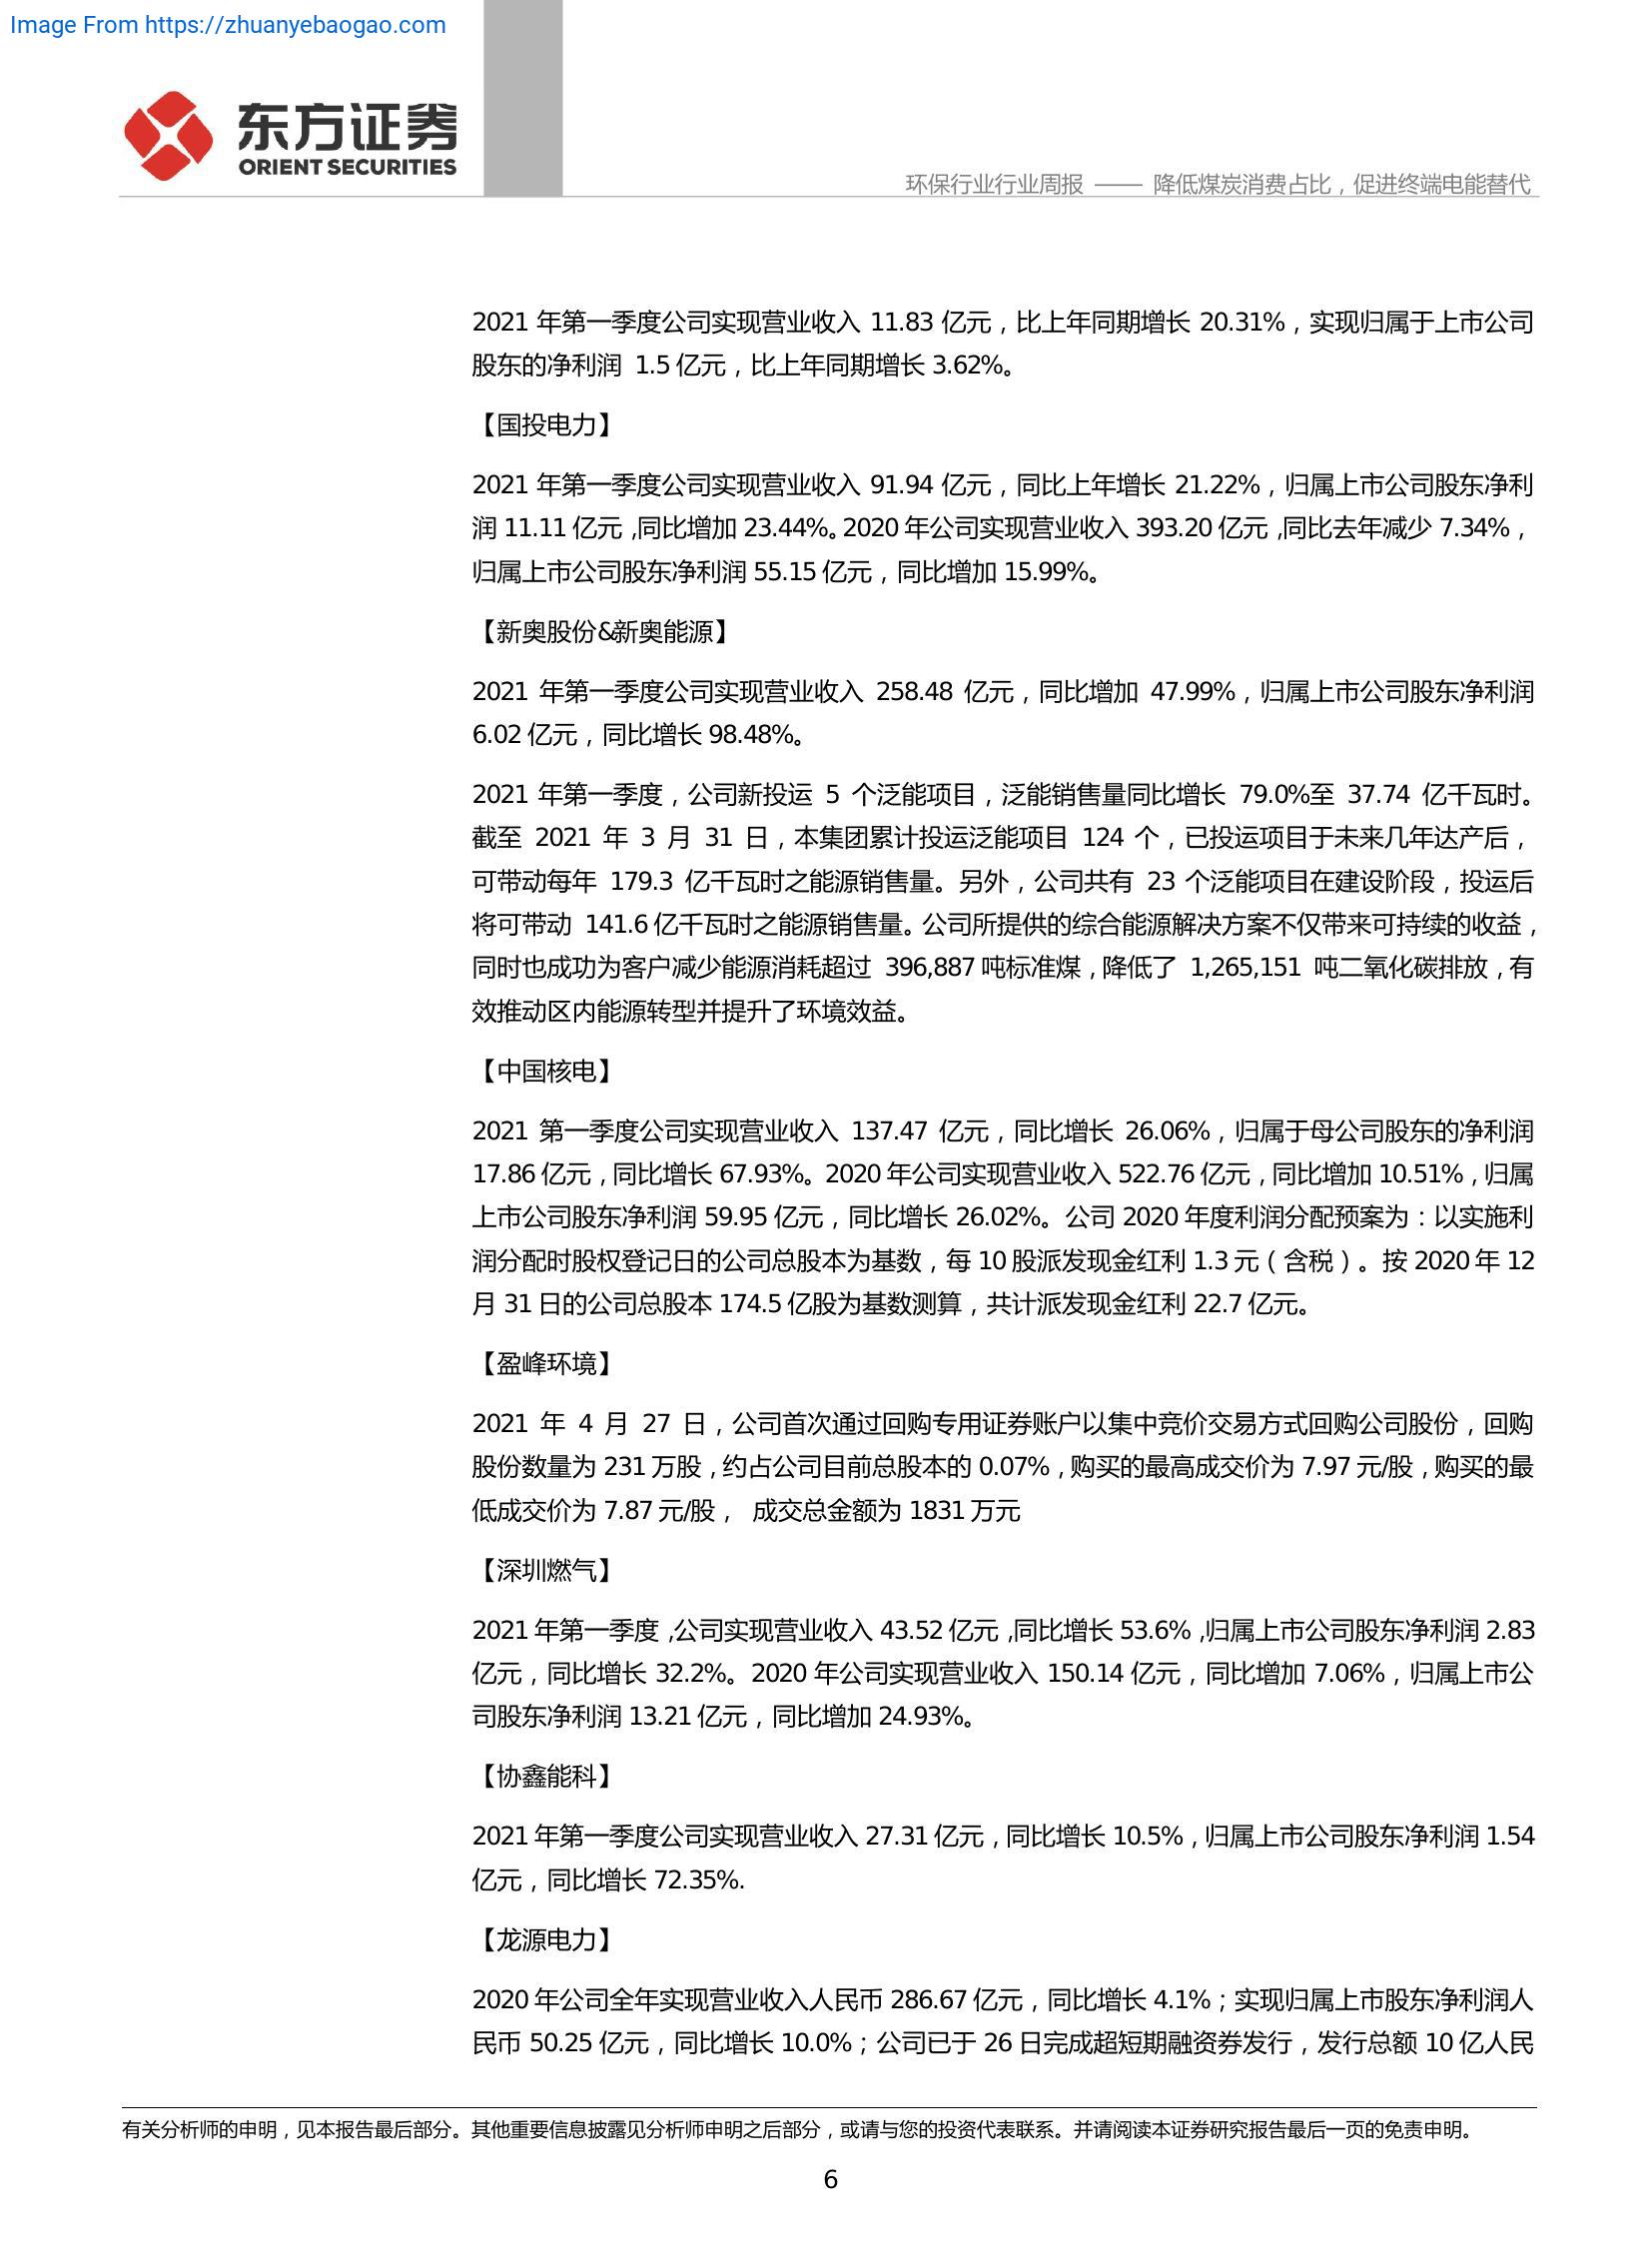 Image From https://zhuanyebaogao.com
东方证券
ORIENT SECURITIES
环保行业行业周报 —— 降低煤炭消费占比，促进终端电能替代
2021 年第一季度公司实现营业收入 11.83 亿元，比上年同期增长 20.31%，实现归属于上市公司
股东的净利润 1.5 亿元，比上年同期增长 3.62%。
【国投电力】
2021 年第一季度公司实现营业收入 91.94 亿元，同比上年增长 21.22%，归属上市公司股东净利
润 11.11 亿元，同比增加 23.44%。2020 年公司实现营业收入 393.20 亿元，同比去年减少 7.34%，
归属上市公司股东净利润 55.15 亿元，同比增加 15.99%。
【新奥股份&新奥能源】
2021 年第一季度公司实现营业收入 258.48 亿元，同比增加 47.99%，归属上市公司股东净利润
6.02 亿元，同比增长 98.48%。
2021 年第一季度，公司新投运 5 个泛能项目，泛能销售量同比增长 79.0%至 37.74 亿千瓦时。
截至 2021 年 3 月 31 日，本集团累计投运泛能项目 124 个，已投运项目于未来几年达产后，
可带动每年 179.3 亿千瓦时之能源销售量。另外，公司共有 23 个泛能项目在建设阶段，投运后
将可带动 141.6 亿千瓦时之能源销售量。公司所提供的综合能源解决方案不仅带来可持续的收益，
同时也成功为客户减少能源消耗超过 396,887 吨标准煤，降低了 1,265,151 吨二氧化碳排放，有
效推动区内能源转型并提升了环境效益。
【中国核电】
2021 第一季度公司实现营业收入 137.47 亿元，同比增长 26.06%，归属于母公司股东的净利润
17.86 亿元，同比增长 67.93%。2020 年公司实现营业收入 522.76 亿元，同比增加 10.51%，归属
上市公司股东净利润 59.95 亿元，同比增长 26.02%。公司 2020 年度利润分配预案为：以实施利
润分配时股权登记日的公司总股本为基数，每 10 股派发现金红利 1.3 元（含税）。按 2020 年 12
月 31 日的公司总股本 174.5 亿股为基数测算，共计派发现金红利 22.7 亿元。
【盈峰环境】
2021 年 4 月 27 日，公司首次通过回购专用证券账户以集中竞价交易方式回购公司股份，回购
股份数量为 231 万股，约占公司目前总股本的 0.07%，购买的最高成交价为 7.97 元/股，购买的最
低成交价为 7.87 元/股， 成交总金额为 1831 万元
【深圳燃气】
2021 年第一季度，公司实现营业收入 43.52 亿元，同比增长 53.6%，归属上市公司股东净利润 2.83
亿元，同比增长 32.2%。2020 年公司实现营业收入 150.14 亿元，同比增加 7.06%，归属上市公
司股东净利润 13.21 亿元，同比增加 24.93%。
【协鑫能科】
2021 年第一季度公司实现营业收入 27.31 亿元，同比增长 10.5%，归属上市公司股东净利润 1.54
亿元，同比增长 72.35%.
【龙源电力】
2020 年公司全年实现营业收入人民币 286.67 亿元，同比增长 4.1%；实现归属上市股东净利润人
民币 50.25 亿元，同比增长 10.0%；公司已于 26 日完成超短期融资券发行，发行总额 10 亿人民
有关分析师的申明，见本报告最后部分。其他重要信息披露见分析师申明之后部分，或请与您的投资代表联系。并请阅读本证券研究报告最后一页的免责申明。
6